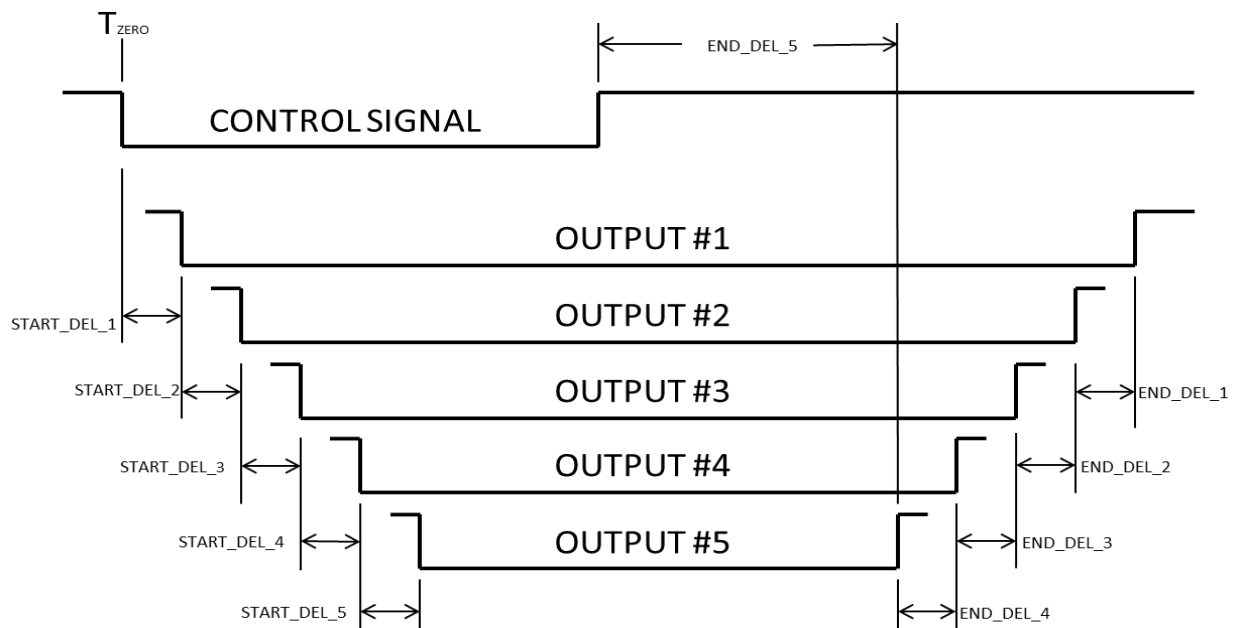 TZERO
END_DEL_5
CONTROL SIGNAL
OUTPUT #1
START_DEL_1
OUTPUT #2
START_DEL_2
OUTPUT #3
END_DEL_1
START_DEL_3
OUTPUT #4
END_DEL_2
START_DEL_4
OUTPUT #5
END_DEL_3
START_DEL_5
END_DEL_4